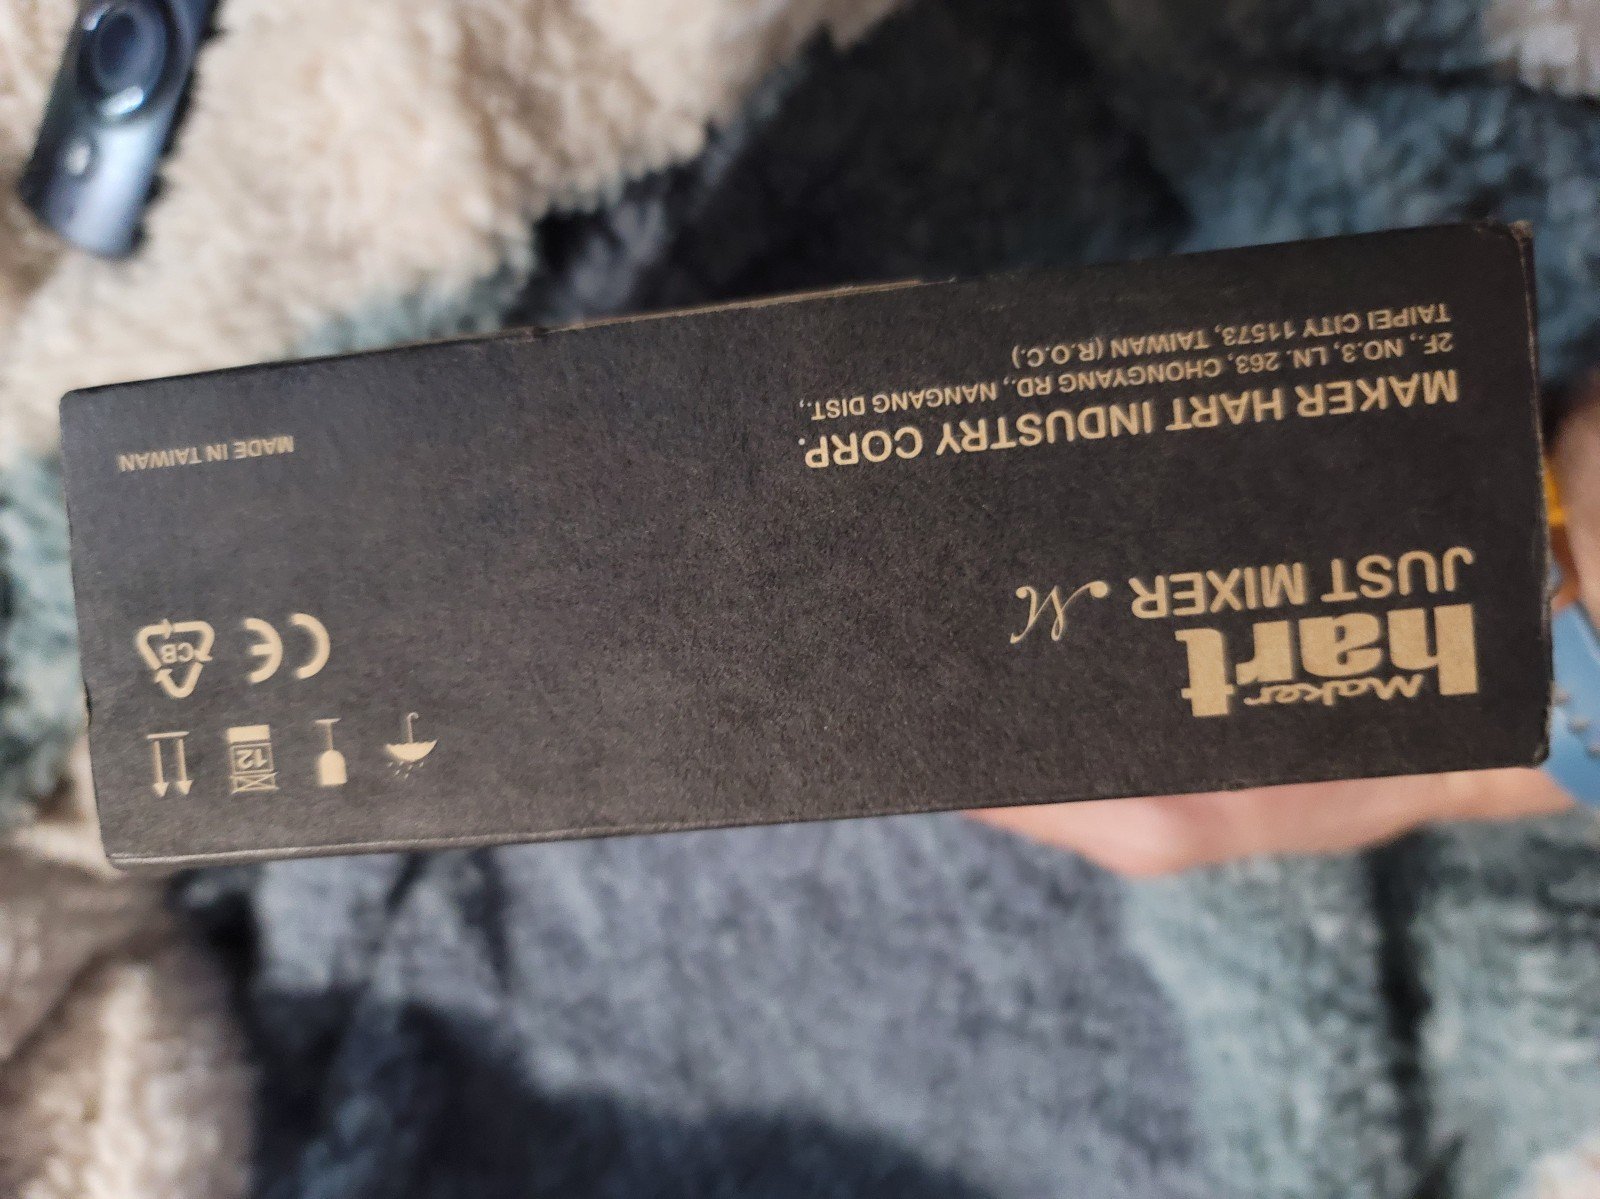 Maker
hart
JUST MIXER M
MAKER HART INDUSTRY CORP.
2F., NO.3, LN. 263, CHONGYANG RD., NANGANG DIST.,
TAIPEI CITY 11573, TAIWAN (R.O.C.)
12
CB
MADE IN TAIWAN